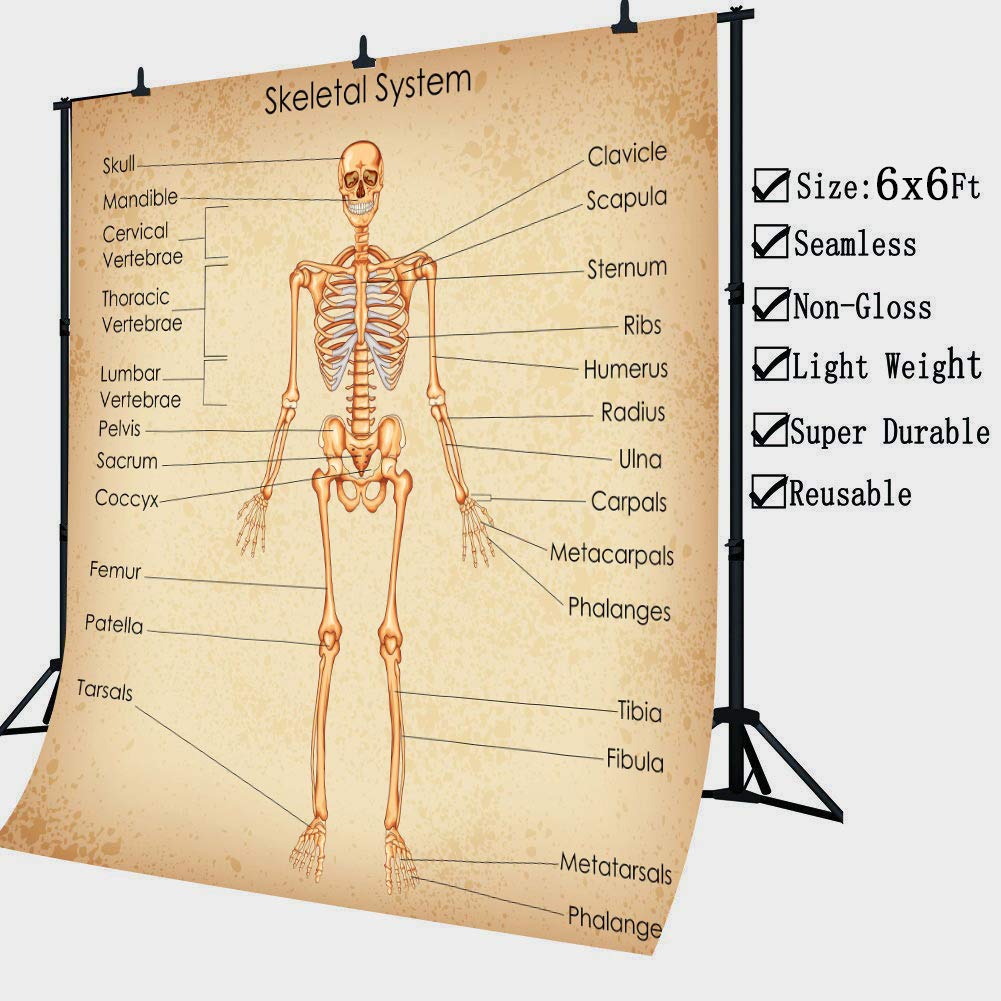 Skeletal System
Skull
Mandible
Cervical
Vertebrae
Thoracic
Vertebrae
Lumbar
Vertebrae
Pelvis
Sacrum
Coccyx
Femur
Patella
Tarsals
Clavicle
Scapula
Sternum
Ribs
Humerus
Radius
Ulna
Carpals
Metacarpals
Phalanges
Tibia
Fibula
Metatarsals
Phalange
Size:6x6Ft
Seamless
Non-Gloss
Light Weight
Super Durable
Reusable